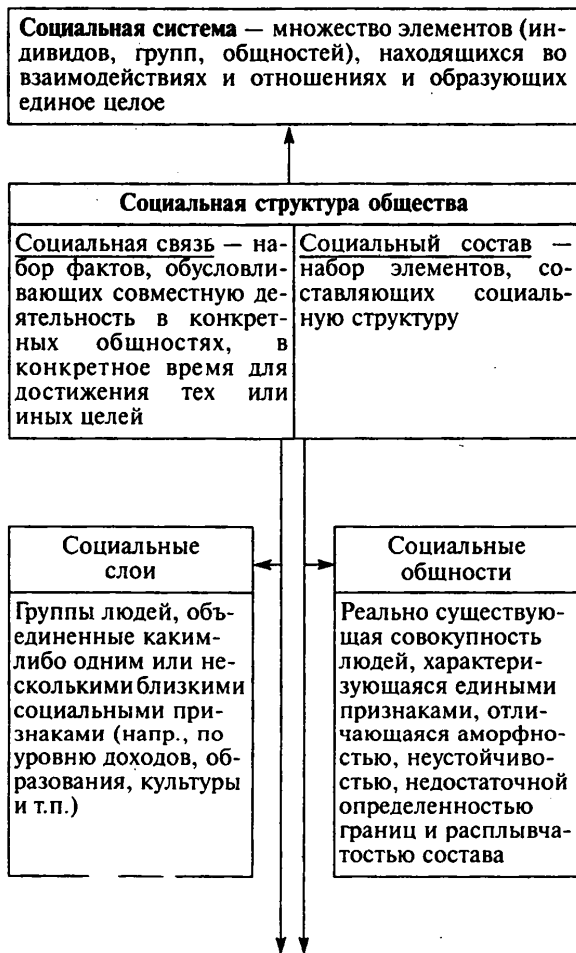 Социальная система — множество элементов (ин-
дивидов, групп, общностей), находящихся во
взаимодействиях и отношениях и образующих
единое целое
Социальная структура общества
Социальная связь — на-
бор фактов, обусловли-
вающих совместную де-
ятельность в конкрет-
ных общностях, в
конкретное время для
достижения тех или
иных целей
Социальный состав —
набор элементов, со-
ставляющих социаль-
ную структуру
Социальные
слои
Группы людей, объ-
единенные каким-
либо одним или не-
сколькими близкими
социальными при-
знаками (напр., по
уровню доходов, об-
разования, культуры
и т.п.)
Социальные
общности
Реально существую-
щая совокупность
людей, характери-
зующаяся едиными
признаками, отли-
чающаяся аморфно-
стью, неустойчиво-
стью, недостаточной
определенностью
границ и расплывча-
тостью состава